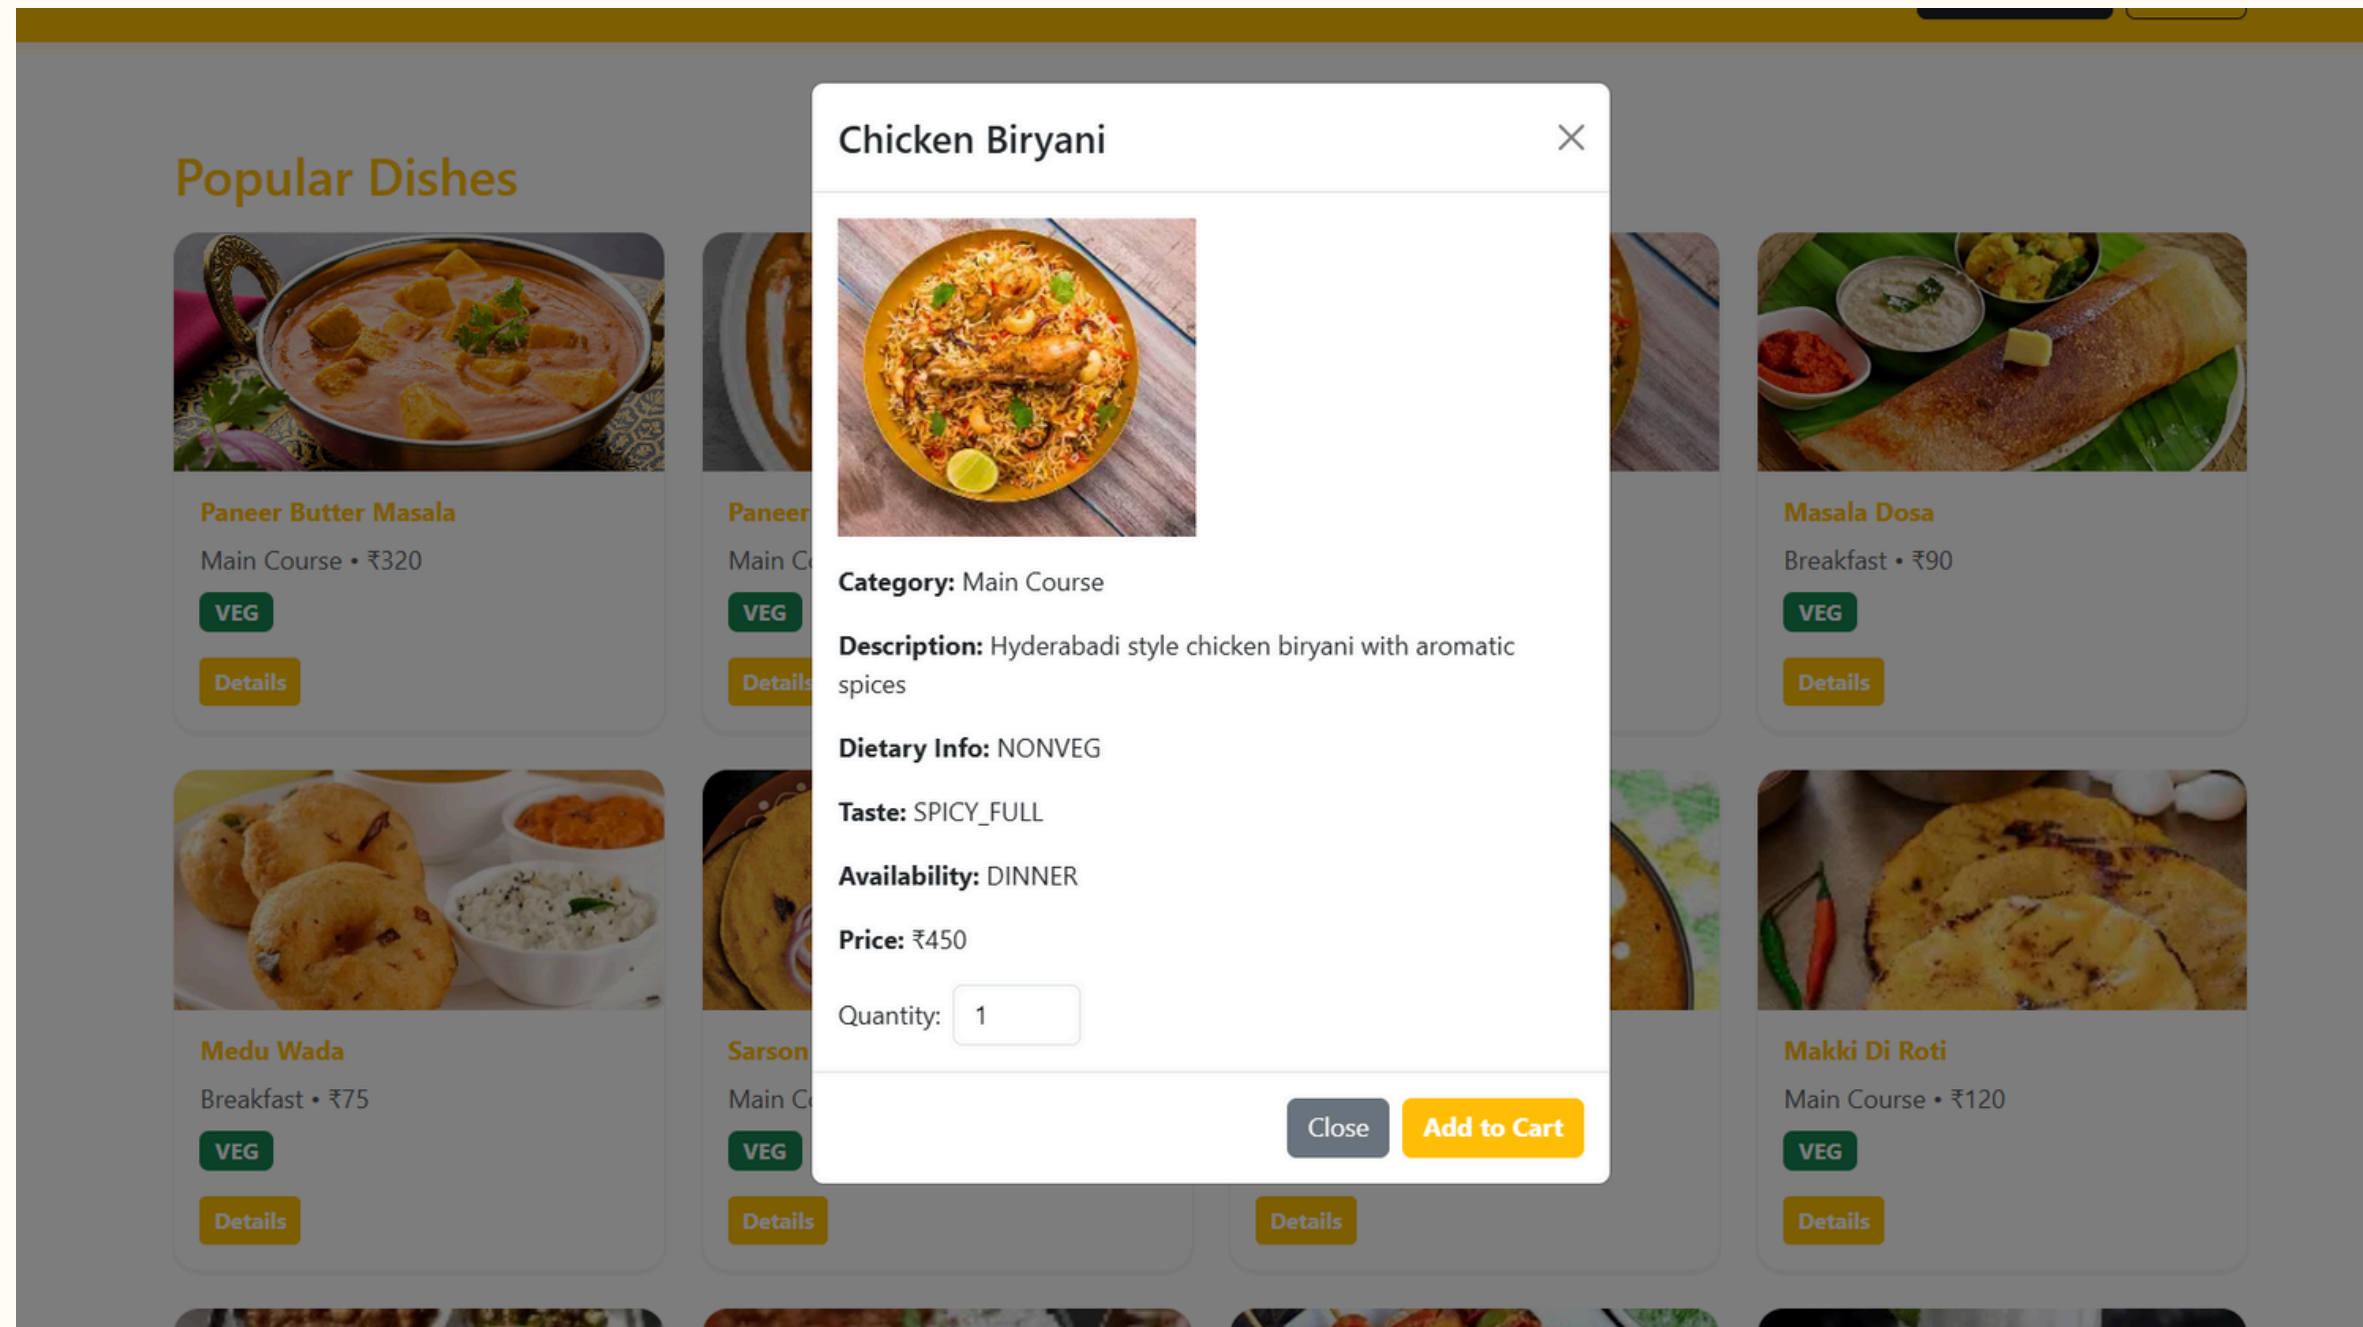 Chicken Biryani
Category: Main Course
Description: Hyderabadi style chicken biryani with aromatic
spices
Dietary Info: NONVEG
Taste: SPICY_FULL
Availability: DINNER
Price: ₹450
Quantity: 1
Close
Add to Cart
Popular Dishes
Paneer Butter Masala
Main Course • ₹320
VEG
Details
Paneer
Main
VEG
Details
Masala Dosa
Breakfast • ₹90
VEG
Details
Medu Wada
Breakfast • ₹75
VEG
Details
Sarson
Main
VEG
Details
Details
Makki Di Roti
Main Course • ₹120
VEG
Details